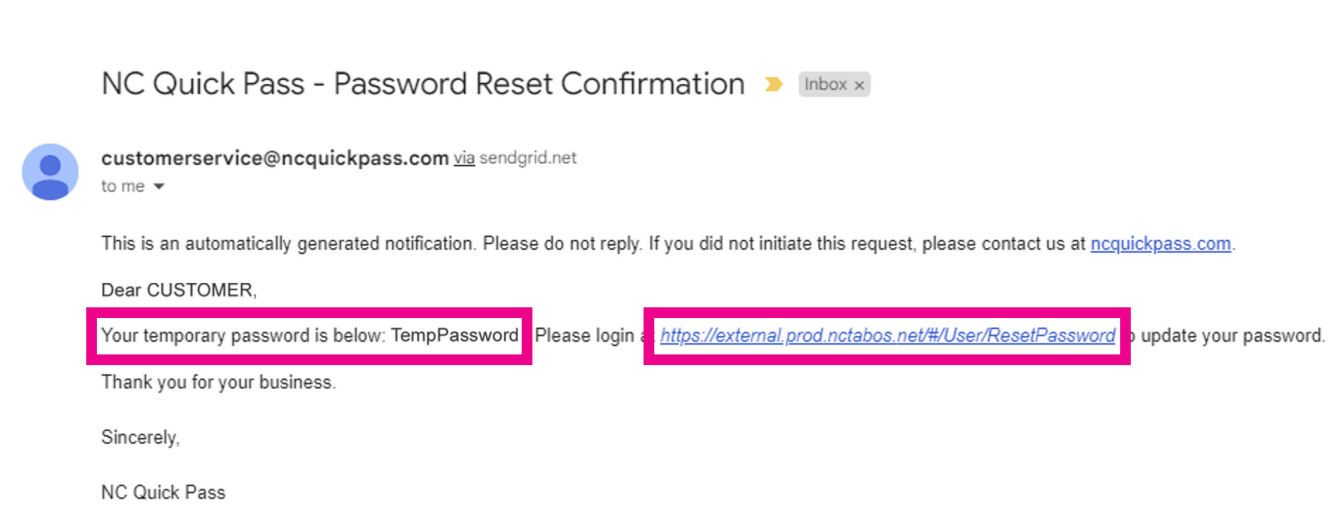 NC Quick Pass - Password Reset Confirmation Inbox x
customerservice@ncquickpass.com via sendgrid.net
to me
This is an automatically generated notification. Please do not reply. If you did not initiate this request, please contact us at ncquickpass.com.
Dear CUSTOMER,
Your temporary password is below: TempPassword Please login https://external.prod.nctabos.net/#/User/ResetPassword update your password.
Thank you for your business.
Sincerely,
NC Quick Pass